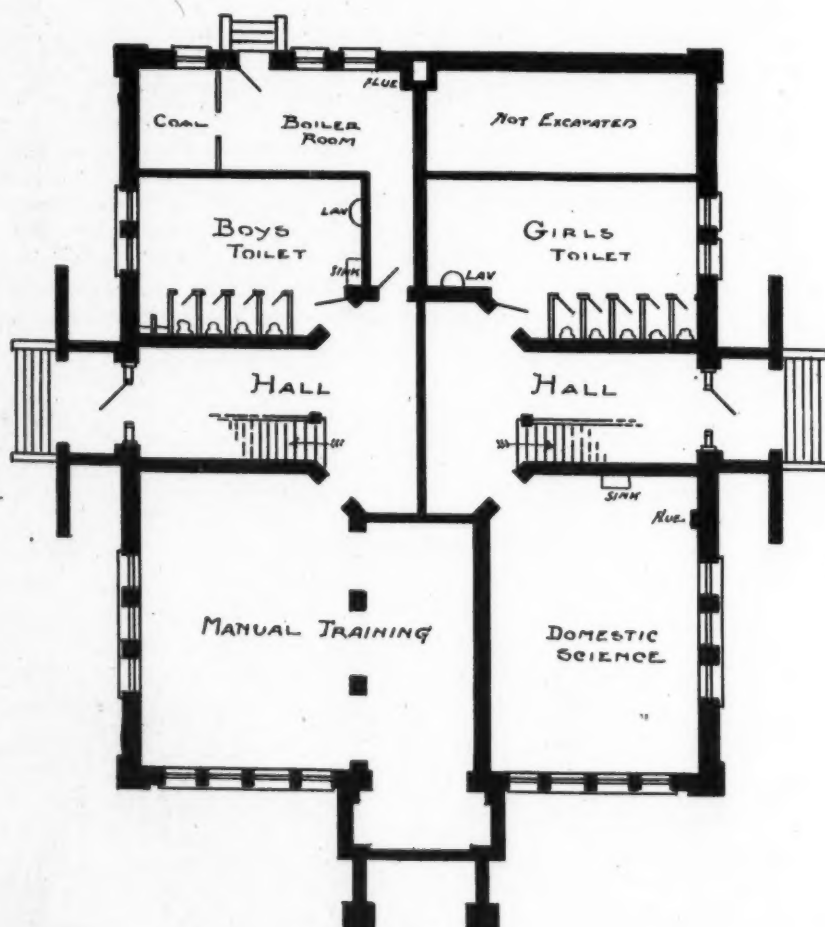 FLUE
COAL
BOILER
ROOM
NOT EXCAVATED
LAV
BOYS
TOILET
GIRLS
TOILET
SINK
LAV
HALL
HALL
SINK
FLUE
MANUAL TRAINING
DOMESTIC
SCIENCE